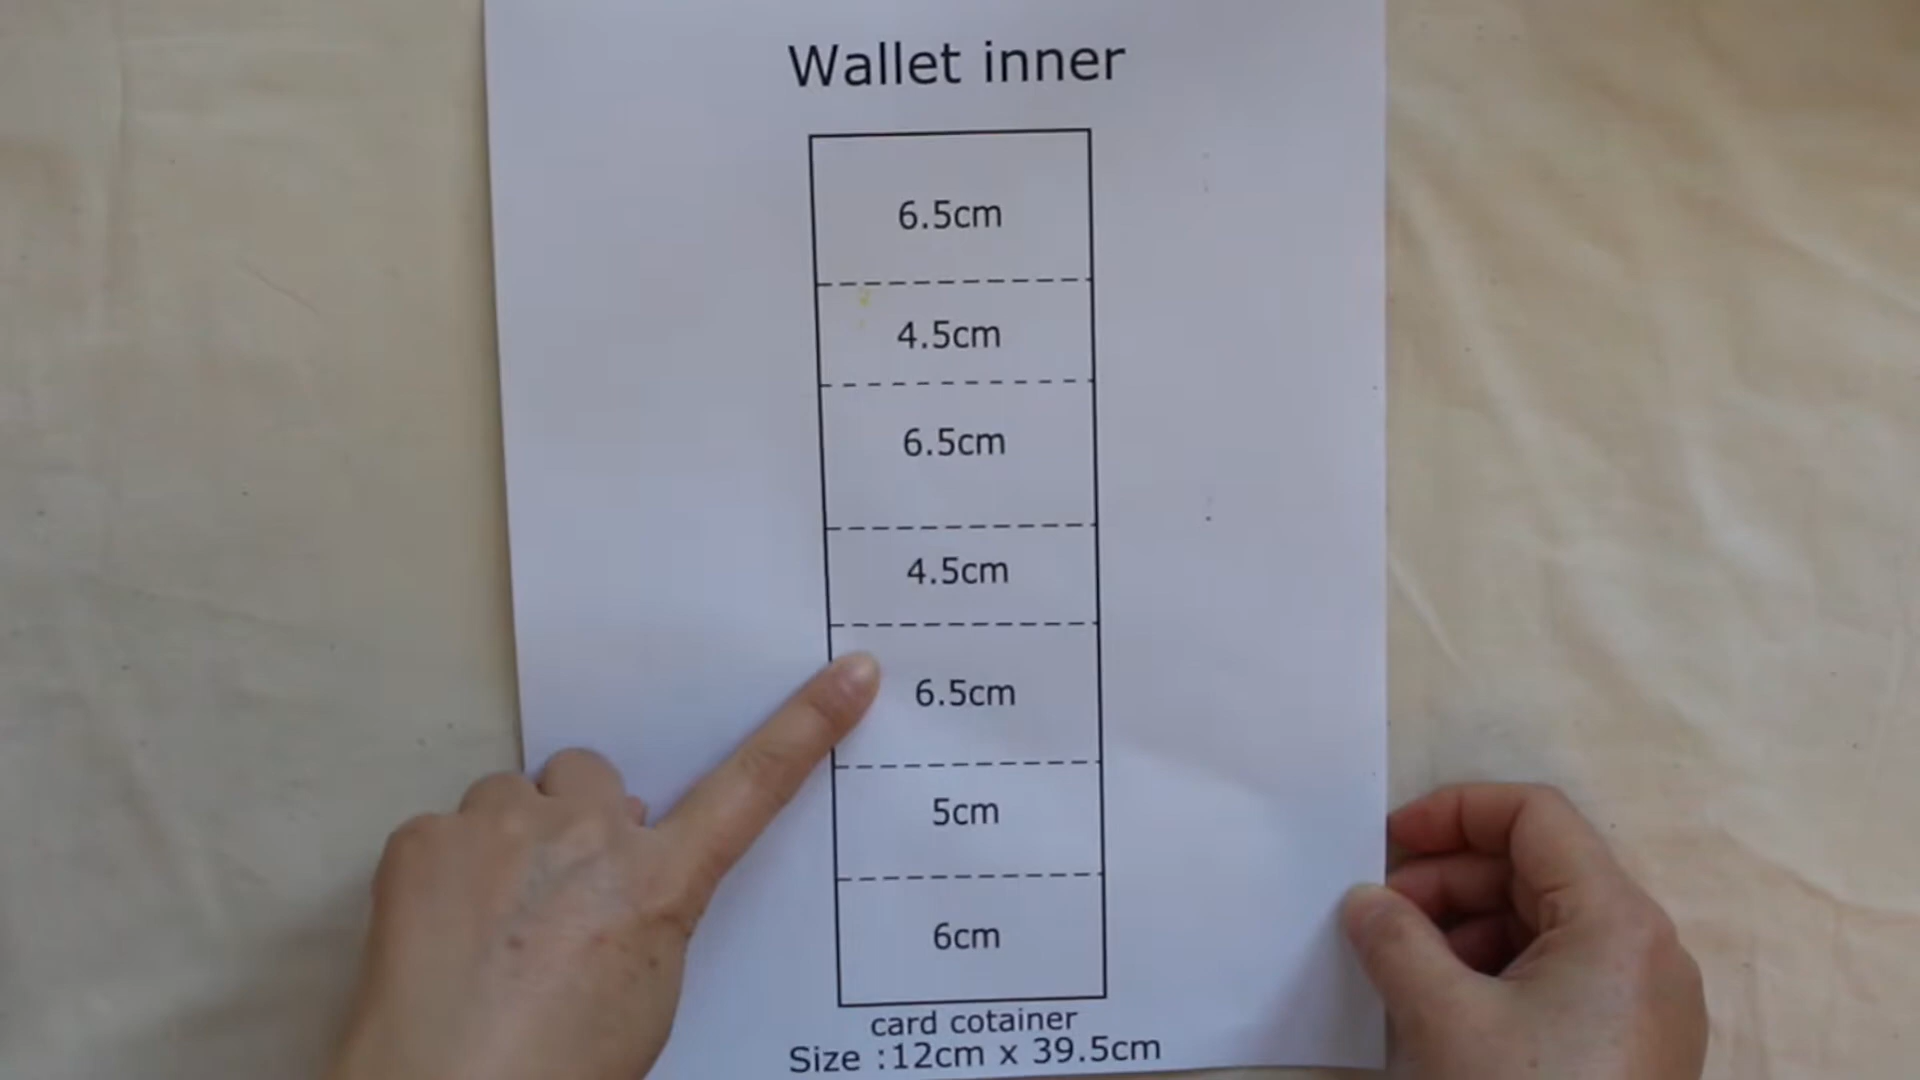 Wallet inner
6.5cm
4.5cm
6.5cm
4.5cm
6.5cm
5cm
6cm
card cotainer
Size :12cm x 39.5cm